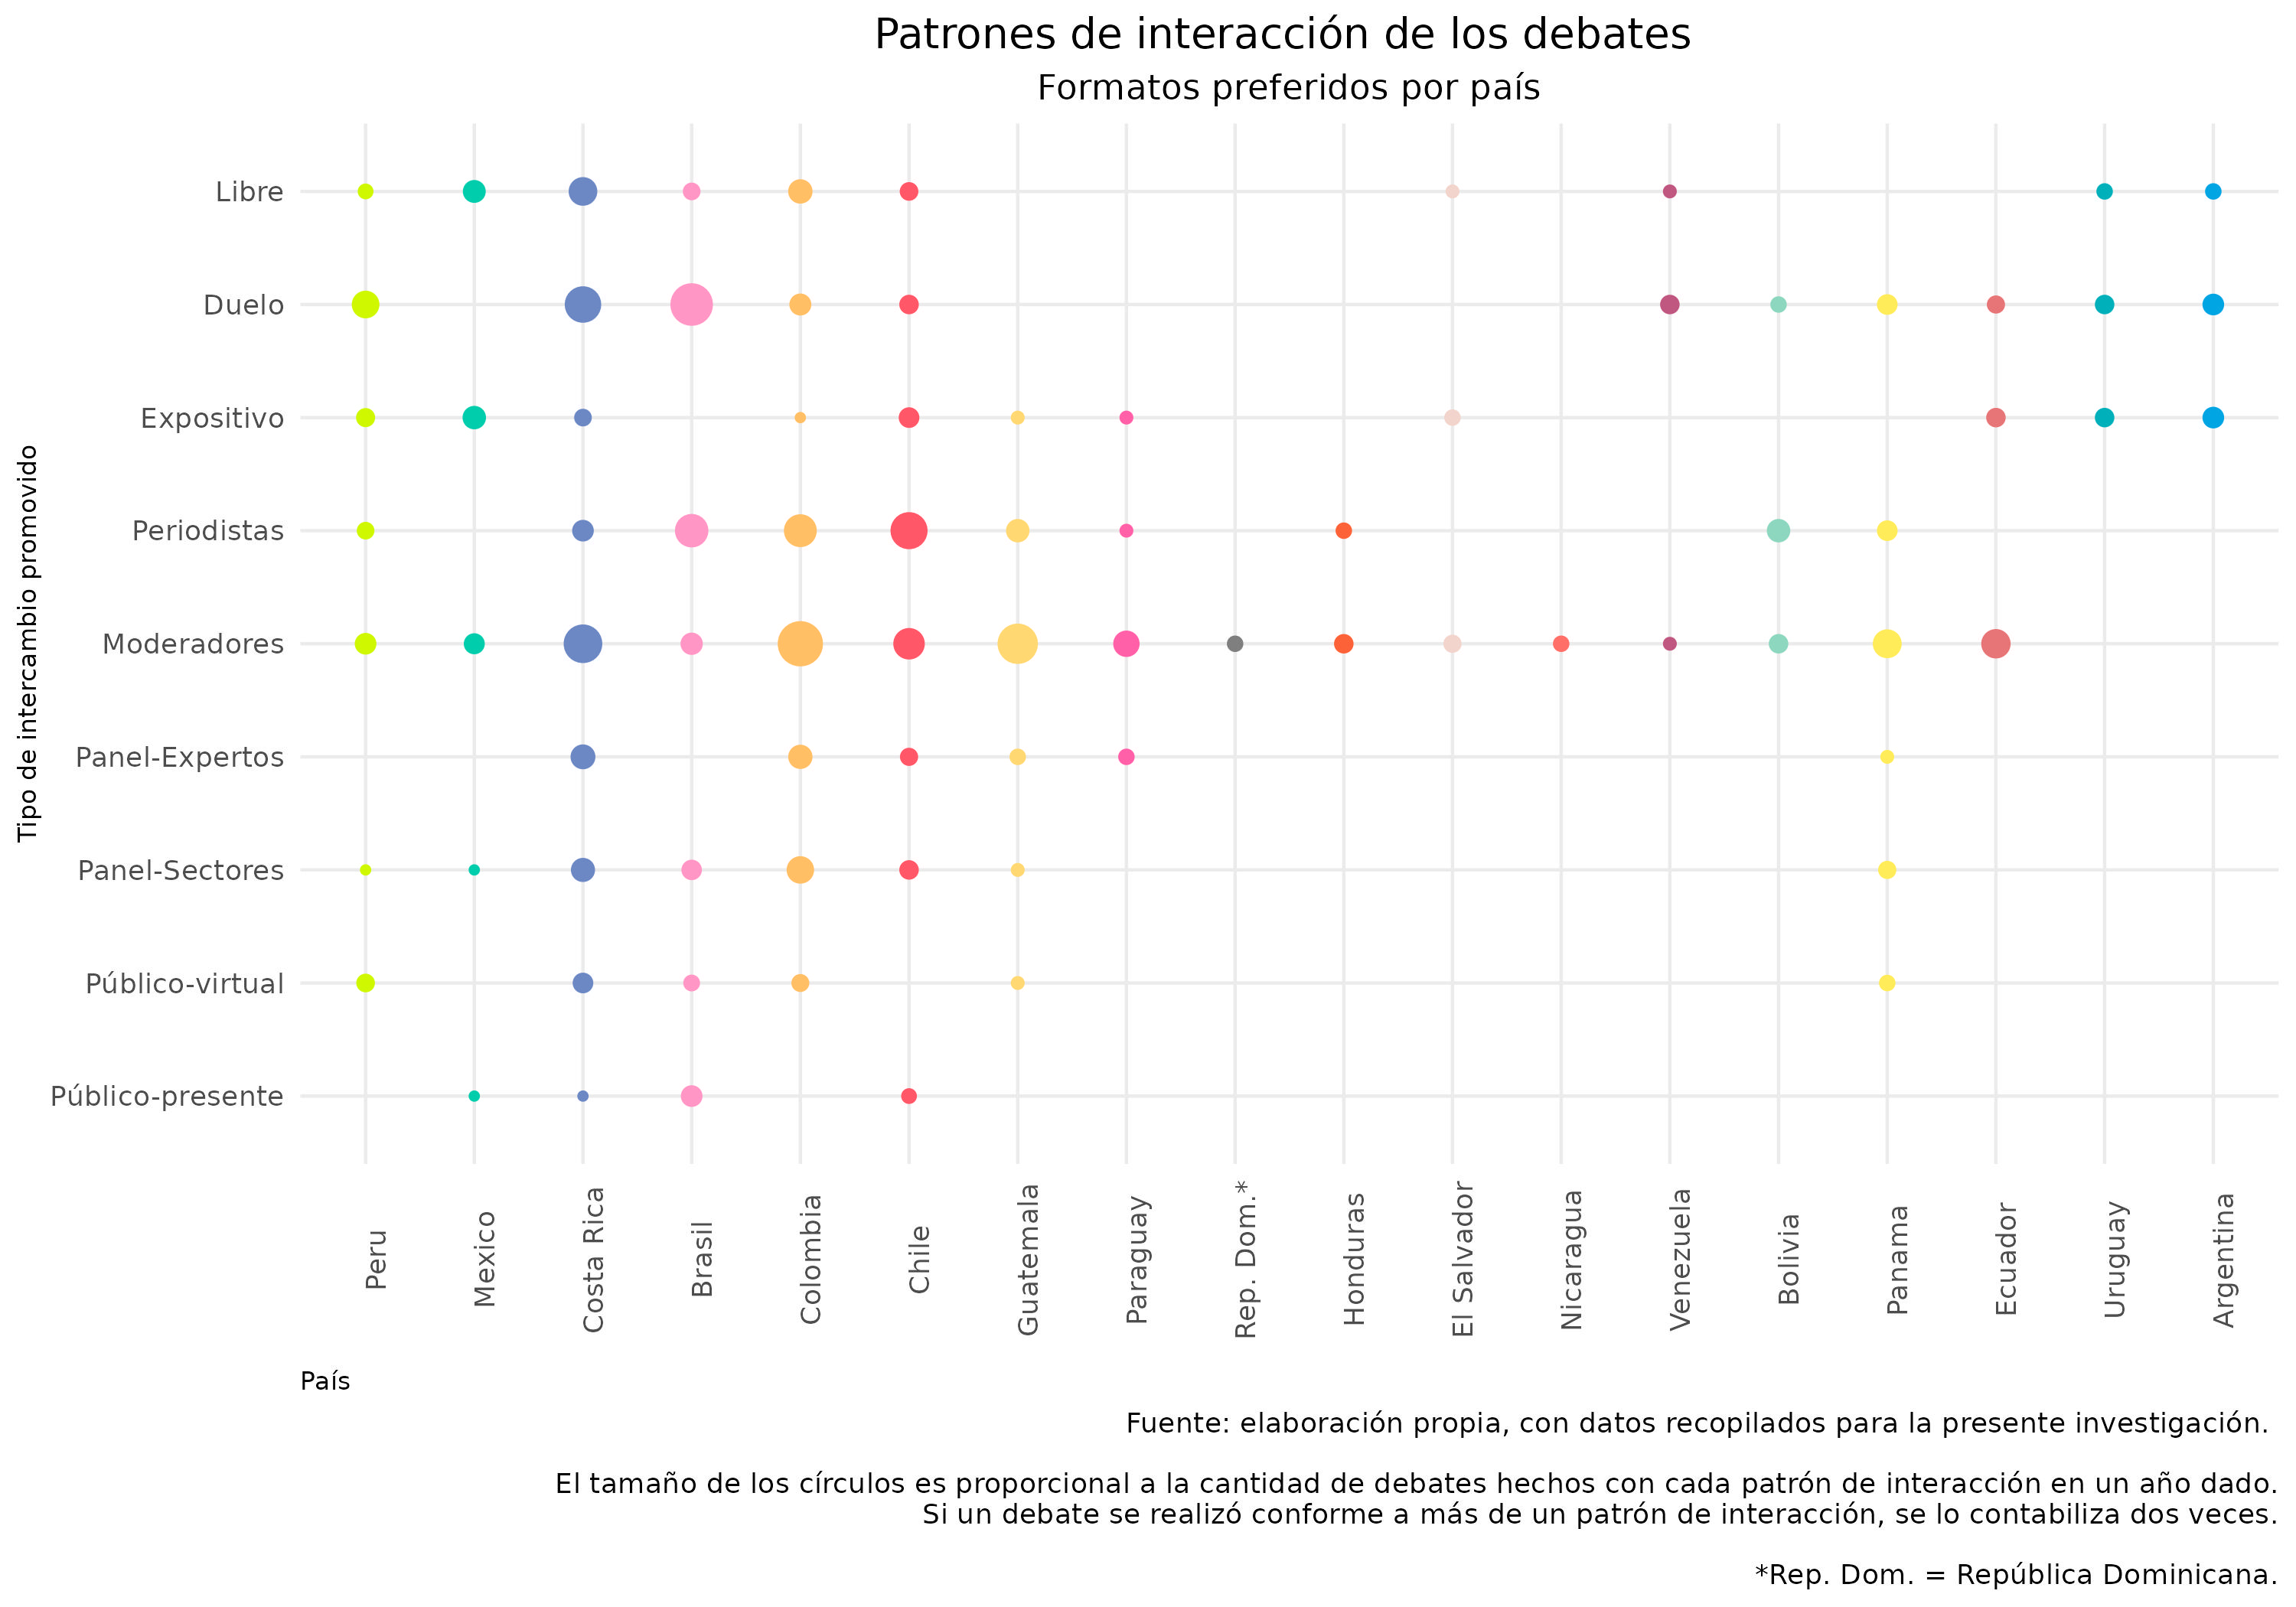 Patrones de interacción de los debates
Formatos preferidos por país
Tipo de intercambio promovido
Libre
Duelo
Expositivo
Periodistas
Moderadores
Panel-Expertos
Panel-Sectores
Público-virtual
Público-presente
Peru
Mexico
Costa Rica
Brasil
Colombia
Chile
Guatemala
Paraguay
Rep. Dom.*
Honduras
El Salvador
Nicaragua
Venezuela
Bolivia
Panama
Ecuador
Uruguay
Argentina
País
Fuente: elaboración propia, con datos recopilados para la presente investigación.
El tamaño de los círculos es proporcional a la cantidad de debates hechos con cada patrón de interacción en un año dado.
Si un debate se realizó conforme a más de un patrón de interacción, se lo contabiliza dos veces.
*Rep. Dom. = República Dominicana.